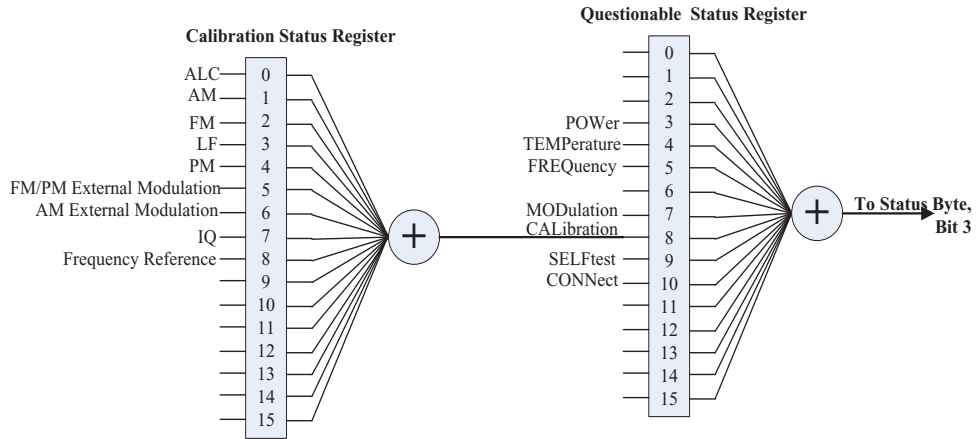 Questionable Status Register
Calibration Status Register
ALC 0
AM 1
FM 2
LF 3
PM 4
FM/PM External Modulation 5
AM External Modulation 6
IQ 7
Frequency Reference 8
9
10
11
12
13
14
15
+
0
1
2
POWer 3
TEMPerature 4
FREQuency 5
6
MODulation 7
CALibration 8
SELFtest 9
CONNect 10
11
12
13
14
15
+
To Status Byte,
Bit 3